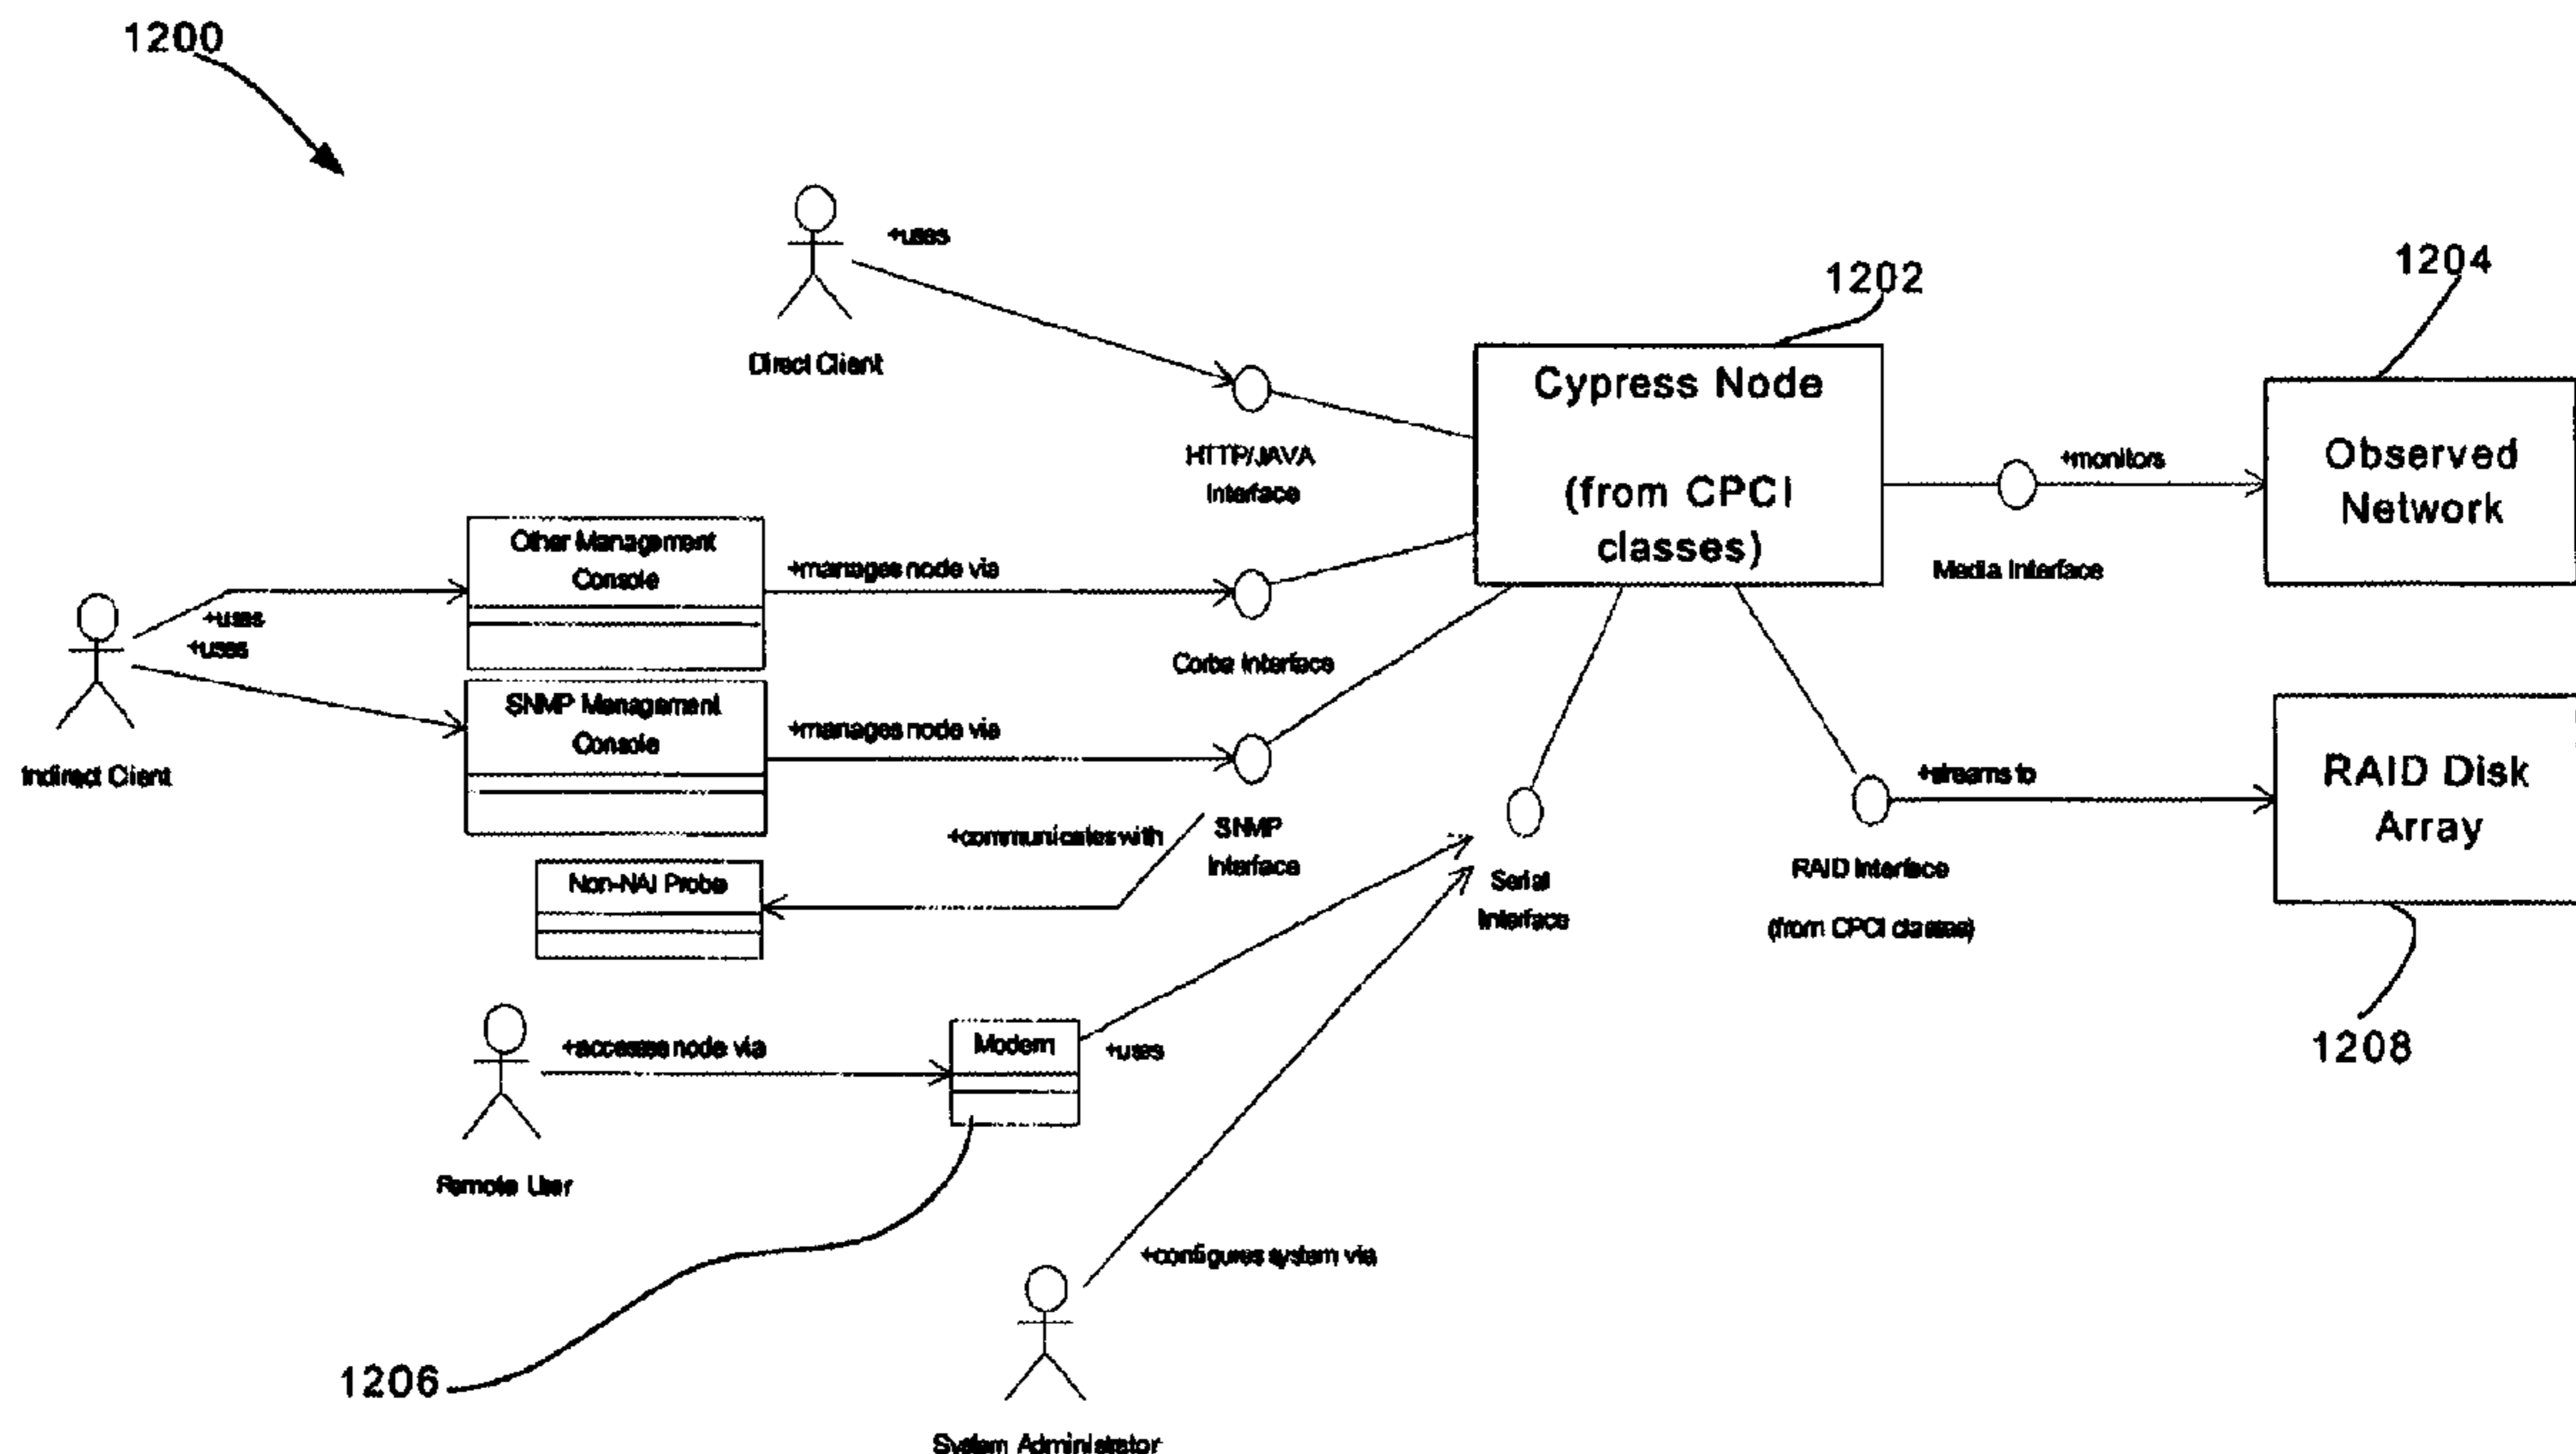 1200
+uses
Direct Client
1202
1204
Cypress Node
(from CPCI
classes)
Observed
Network
HTTP/JAVA
Interface
+monitors
Media Interface
Other Management
Console
+manages node via
+uses
+uses
Corba Interface
SNMP Management
Console
+manages node via
Indirect Client
+communicates with
SNMP
Interface
Non-NAI Probe
Serial
Interface
+streams to
RAID Interface
(from CPCI classes)
RAID Disk
Array
1208
+accesses node via
Modem
+uses
Remote User
+configures system via
1206
System Administrator